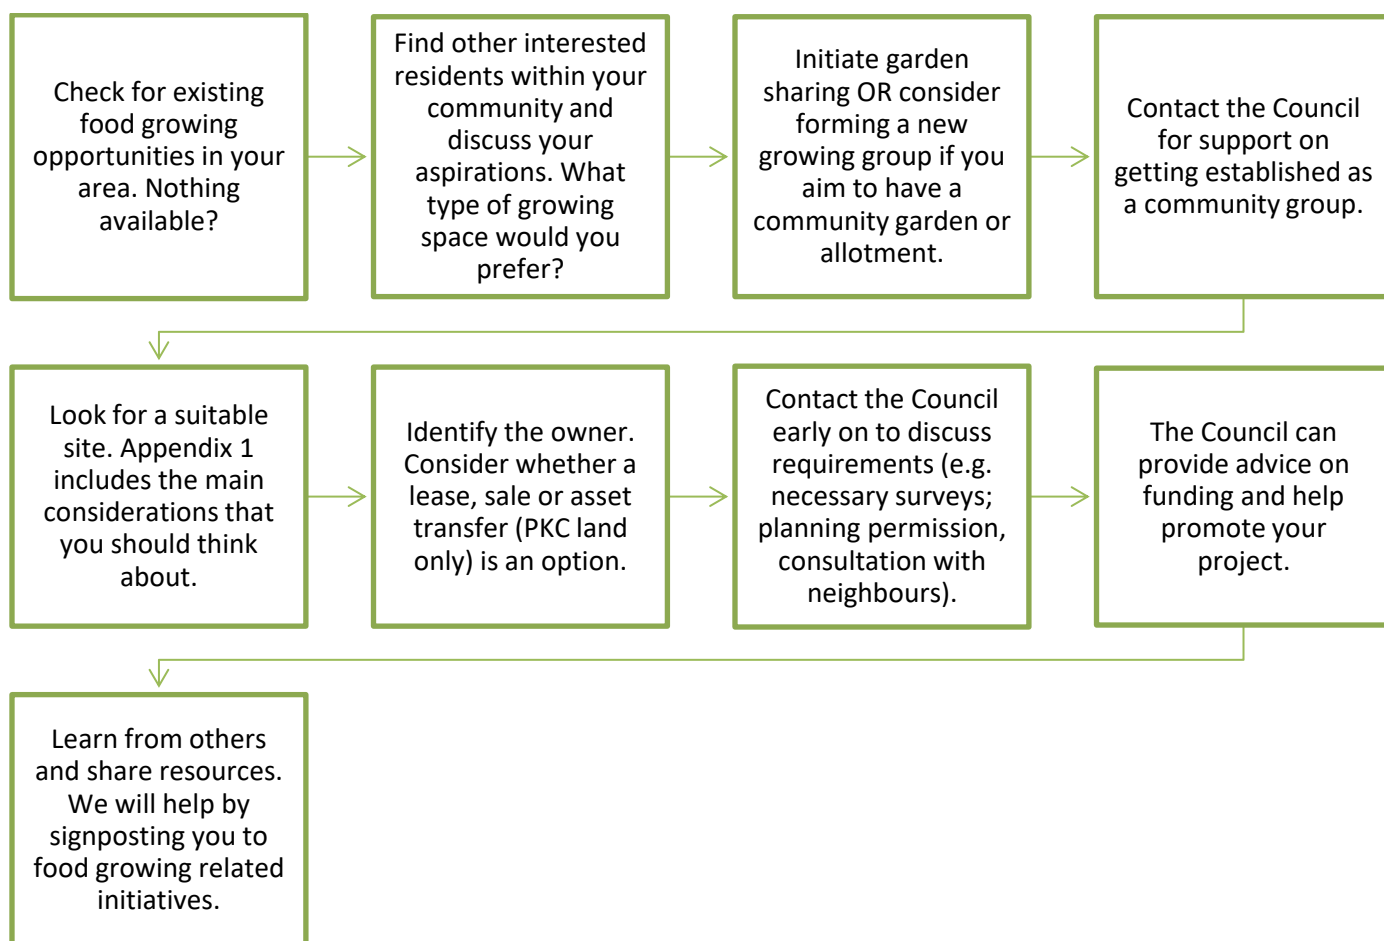 Check for existing
food growing
opportunities in your
area. Nothing
available?
Find other interested
residents within your
community and
discuss your
aspirations. What
type of growing
space would you
prefer?
Initiate garden
sharing OR consider
forming a new
growing group if you
aim to have a
community garden or
allotment.
Contact the Council
for support on
getting established as
a community group.
Look for a suitable
site. Appendix 1
includes the main
considerations that
you should think
about.
Identify the owner.
Consider whether a
lease, sale or asset
transfer (PKC land
only) is an option.
Contact the Council
early on to discuss
requirements (e.g.
necessary surveys;
planning permission,
consultation with
neighbours).
The Council can
provide advice on
funding and help
promote your
project.
Learn from others
and share resources.
We will help by
signposting you to
food growing related
initiatives.